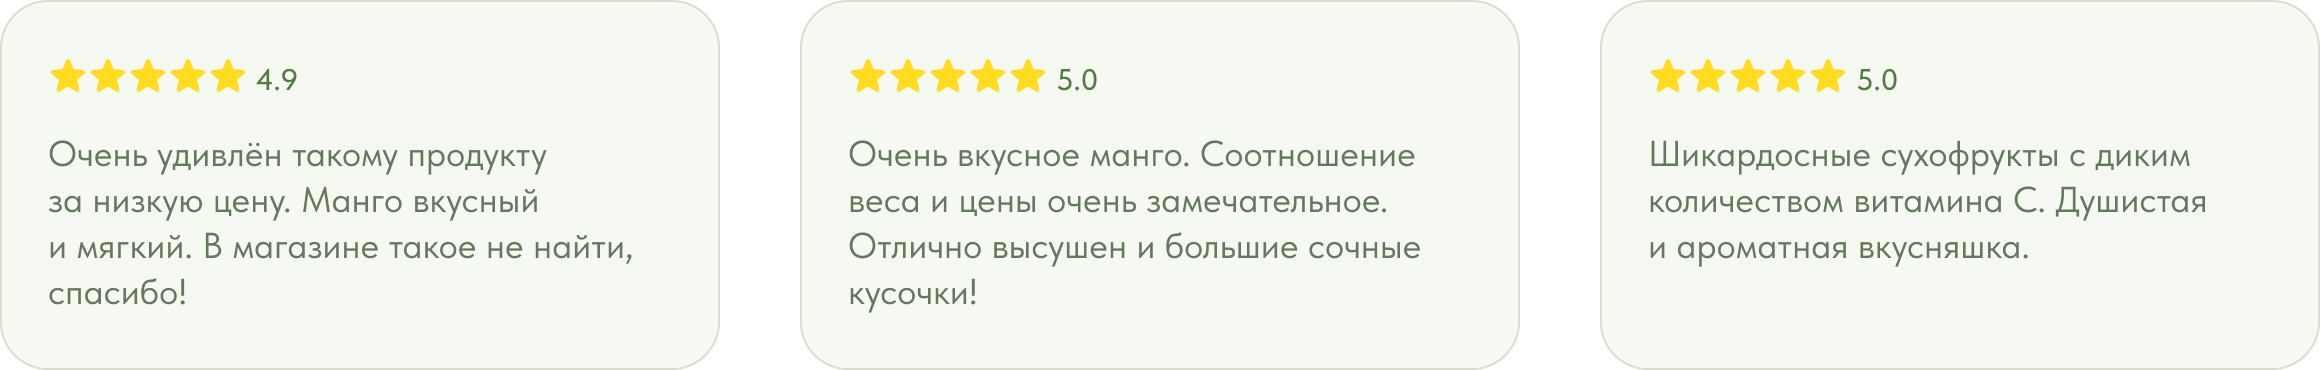 4.9
Очень удивлён такому продукту
за низкую цену. Манго вкусный
и мягкий. В магазине такое не найти,
спасибо!
5.0
Очень вкусное манго. Соотношение
веса и цены очень замечательное.
Отлично высушен и большие сочные
кусочки!
5.0
Шикардосные сухофрукты с диким
количеством витамина С. Душистая
и ароматная вкусняшка.